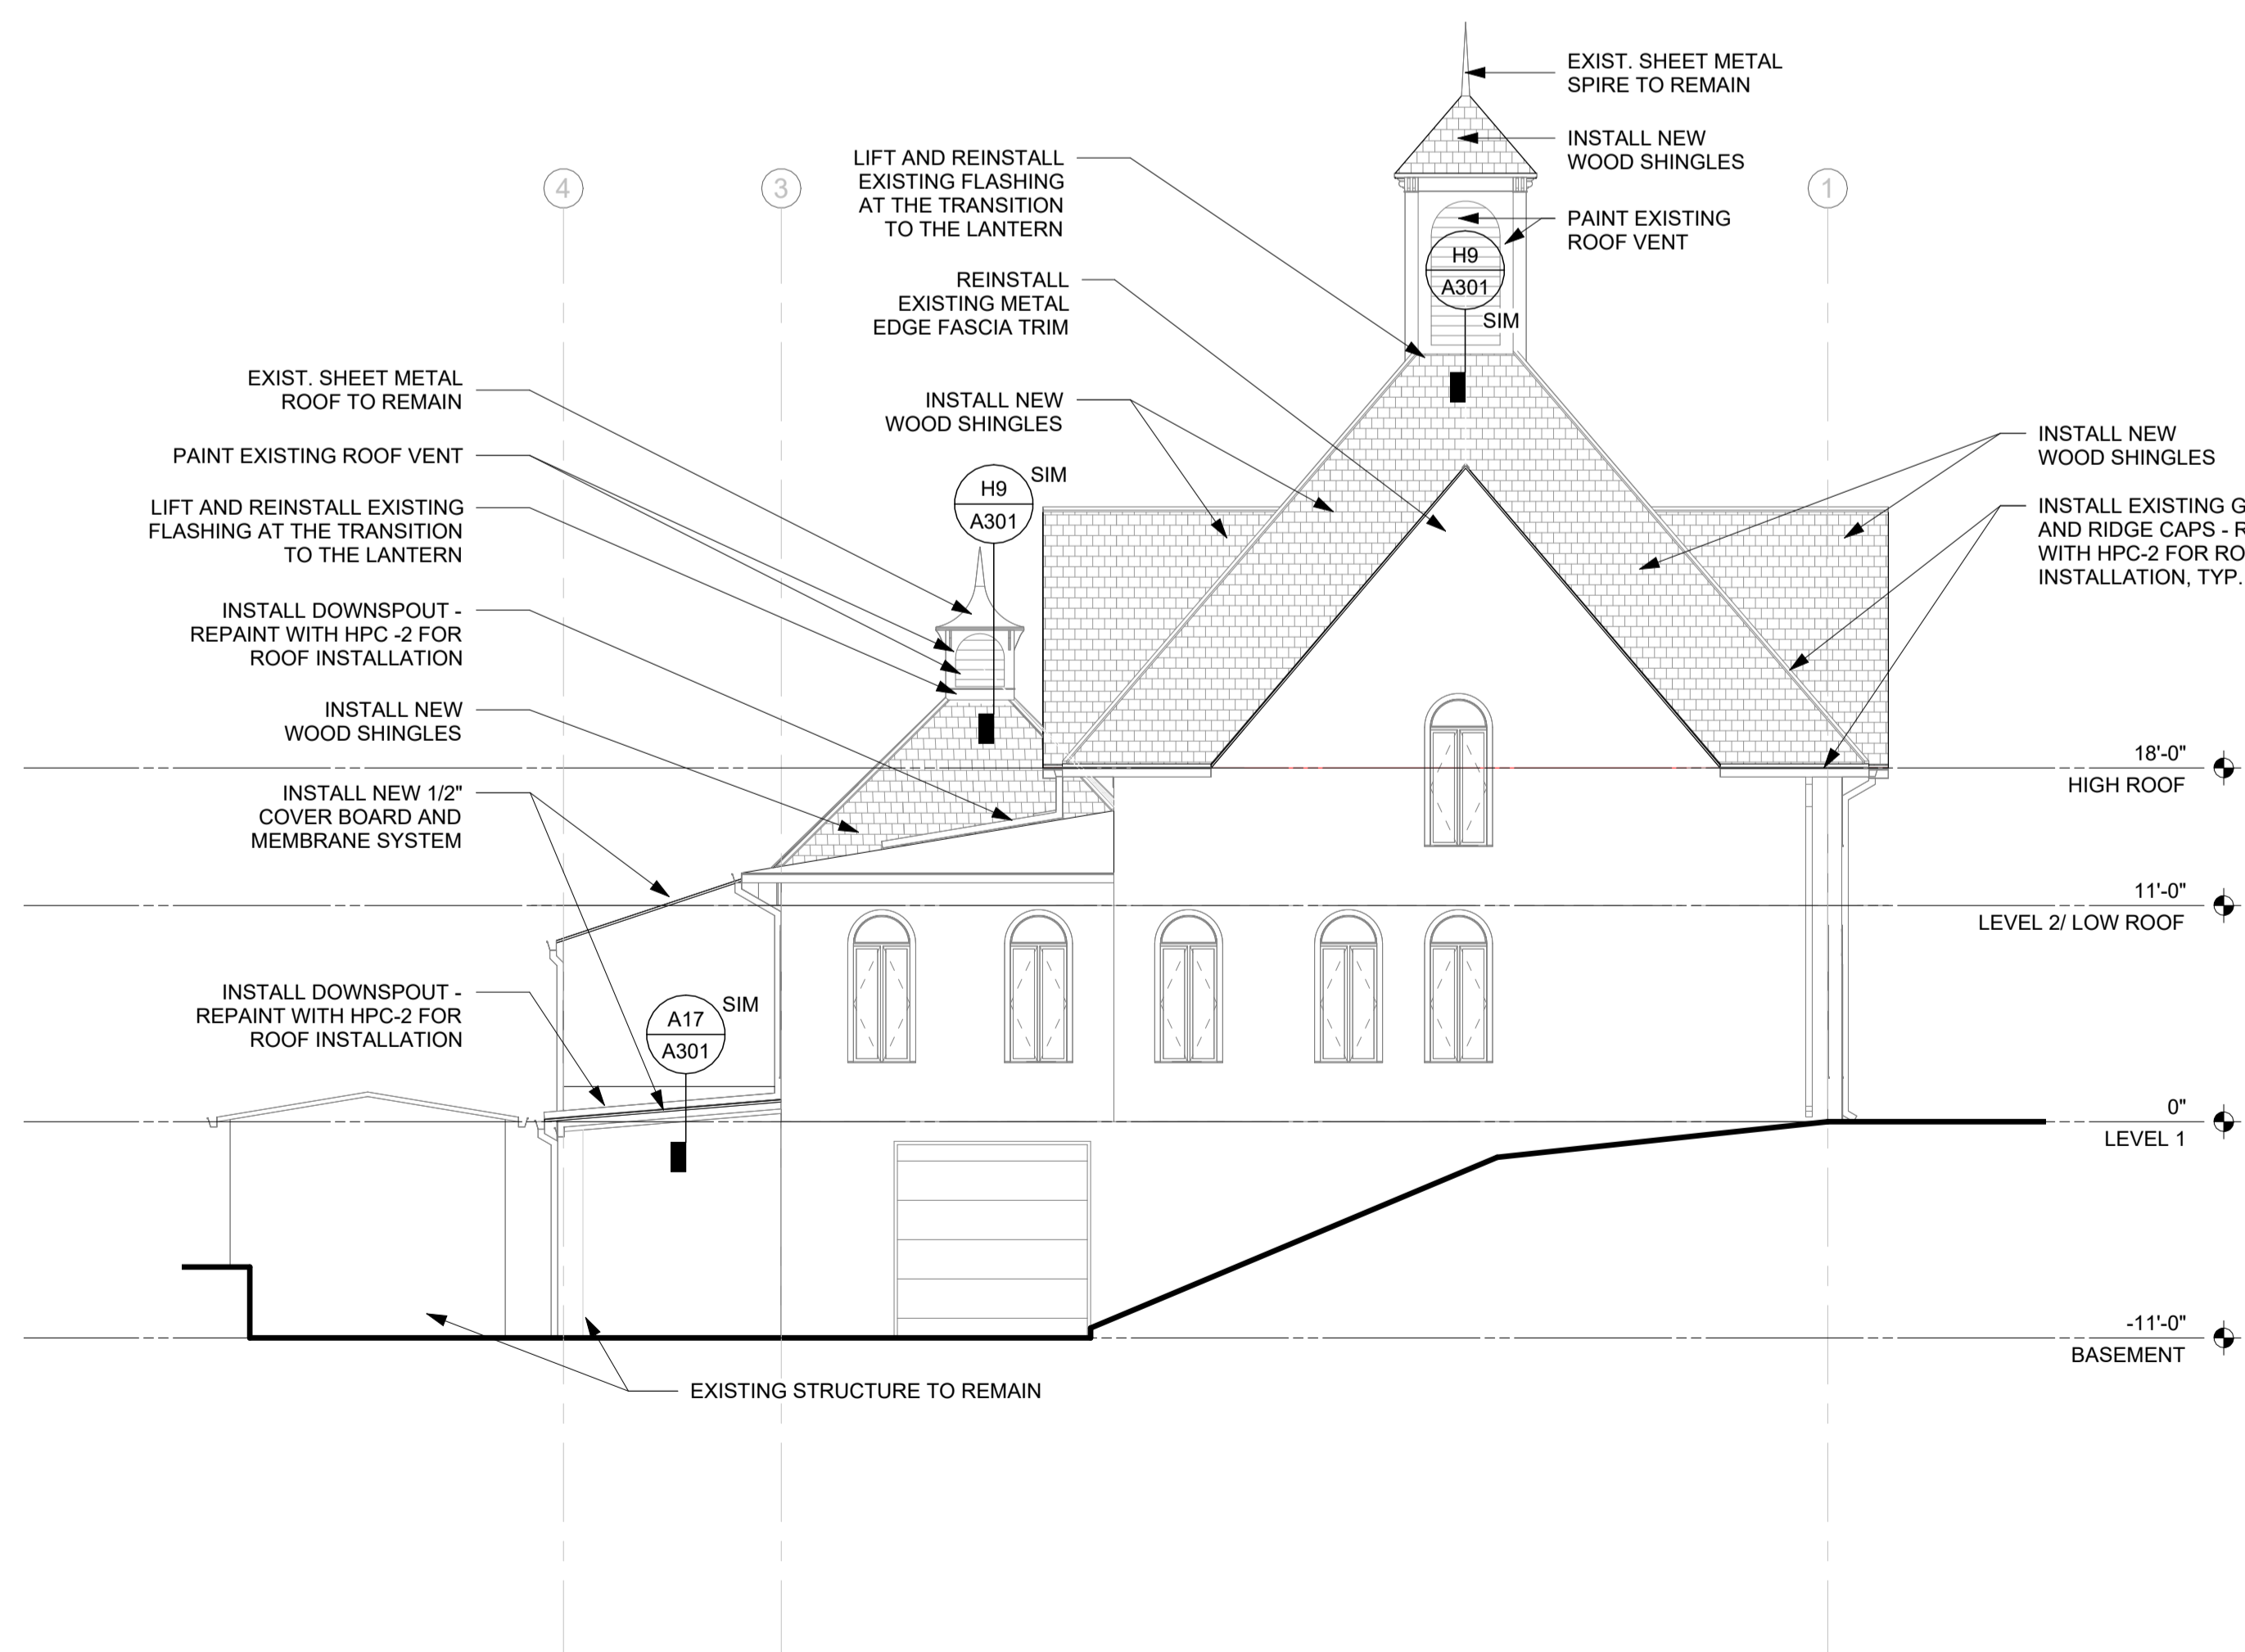 EXIST. SHEET METAL
SPIRE TO REMAIN
INSTALL NEW
WOOD SHINGLES
PAINT EXISTING
ROOF VENT
LIFT AND REINSTALL
EXISTING FLASHING
AT THE TRANSITION
TO THE LANTERN
4
3
1
H9
A301
SIM
REINSTALL
EXISTING METAL
EDGE FASCIA TRIM
EXIST. SHEET METAL
ROOF TO REMAIN
INSTALL NEW
WOOD SHINGLES
PAINT EXISTING ROOF VENT
H9
A301
SIM
INSTALL NEW
WOOD SHINGLES
LIFT AND REINSTALL EXISTING
FLASHING AT THE TRANSITION
TO THE LANTERN
INSTALL EXISTING G
AND RIDGE CAPS - R
WITH HPC-2 FOR RO
INSTALLATION, TYP.
INSTALL DOWNSPOUT -
REPAINT WITH HPC -2 FOR
ROOF INSTALLATION
INSTALL NEW
WOOD SHINGLES
18'-0"
HIGH ROOF
INSTALL NEW 1/2"
COVER BOARD AND
MEMBRANE SYSTEM
11'-0"
LEVEL 2/ LOW ROOF
INSTALL DOWNSPOUT -
REPAINT WITH HPC-2 FOR
ROOF INSTALLATION
A17
A301
SIM
0"
LEVEL 1
-11'-0"
BASEMENT
EXISTING STRUCTURE TO REMAIN